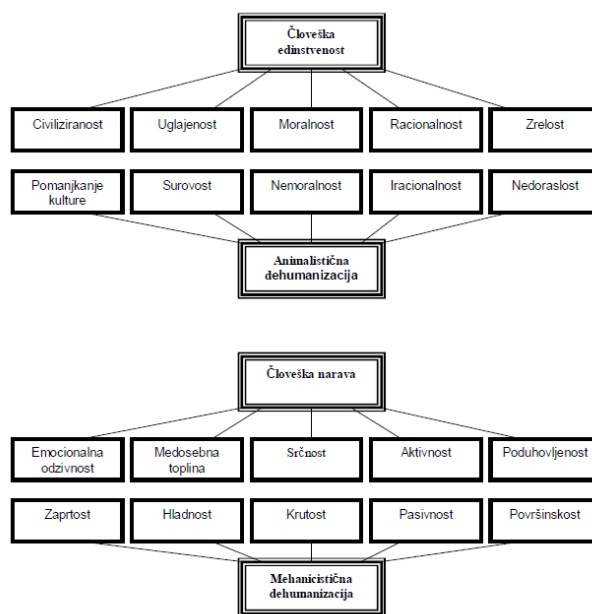 Človeška
edinstvenost
Civiliziranost
Uglajenost
Moralnost
Racionalnost
Zrelost
Pomanjkanje
kulture
Surovost
Nemoralnost
Iracionalnost
Nedoraslost
Animalistična
dehumanizacija
Človeška narava
Emocionalna
odzivnost
Medosebna
toplina
Srčnost
Aktivnost
Poduhovljenost
Zaprtost
Hladnost
Krutost
Pasivnost
Površinskost
Mehanicistična
dehumanizacija